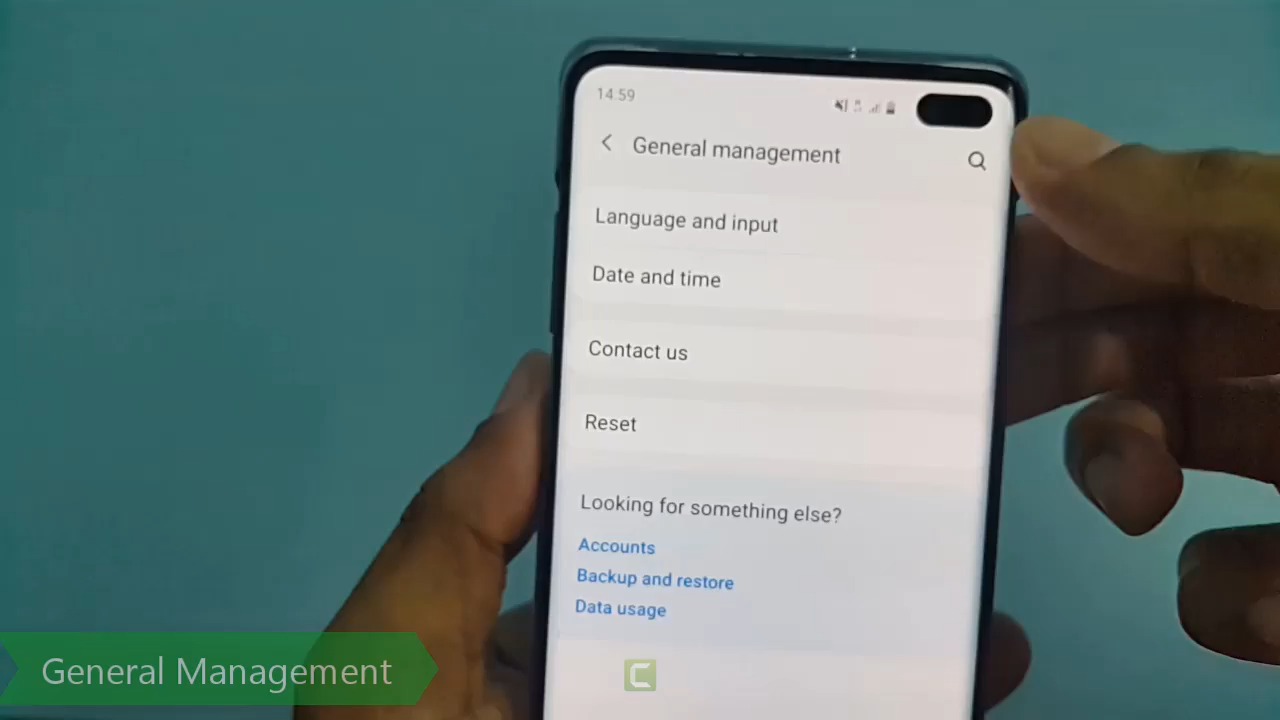 14:59
General management
Language and input
Date and time
Contact us
Reset
Looking for something else?
Accounts
Backup and restore
Data usage
General Management